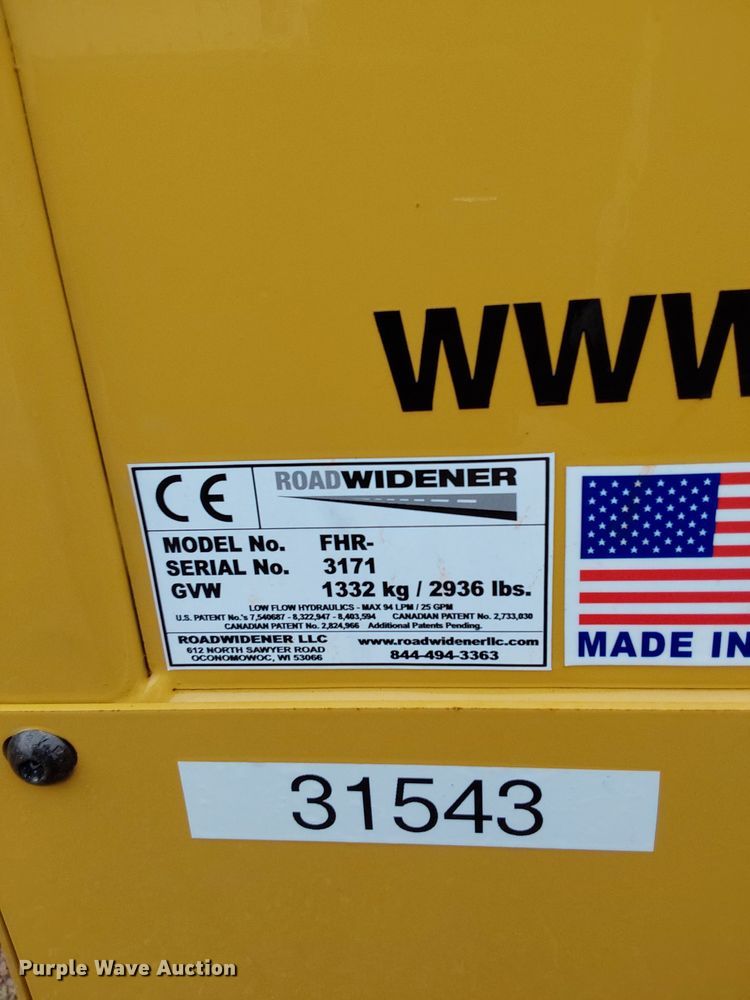 WWW
CE ROADWIDENER
MODEL No. FHR-
SERIAL No. 3171
GVW 1332 kg / 2936 lbs.
LOW FLOW HYDRAULICS - MAX 94 LPM / 25 GPM
U.S. PATENT No.'s 7,540687 - 8,322,947 - 8,403,594 CANADIAN PATENT No. 2,733,030
CANADIAN PATENT No. 2,824,966 Additional Patents Pending.
ROADWIDENER LLC www.roadwidenerllc.com
612 NORTH SAWYER ROAD
OCONOMOWOC, WI 53066 844-494-3363
MADE IN
31543
Purple Wave Auction